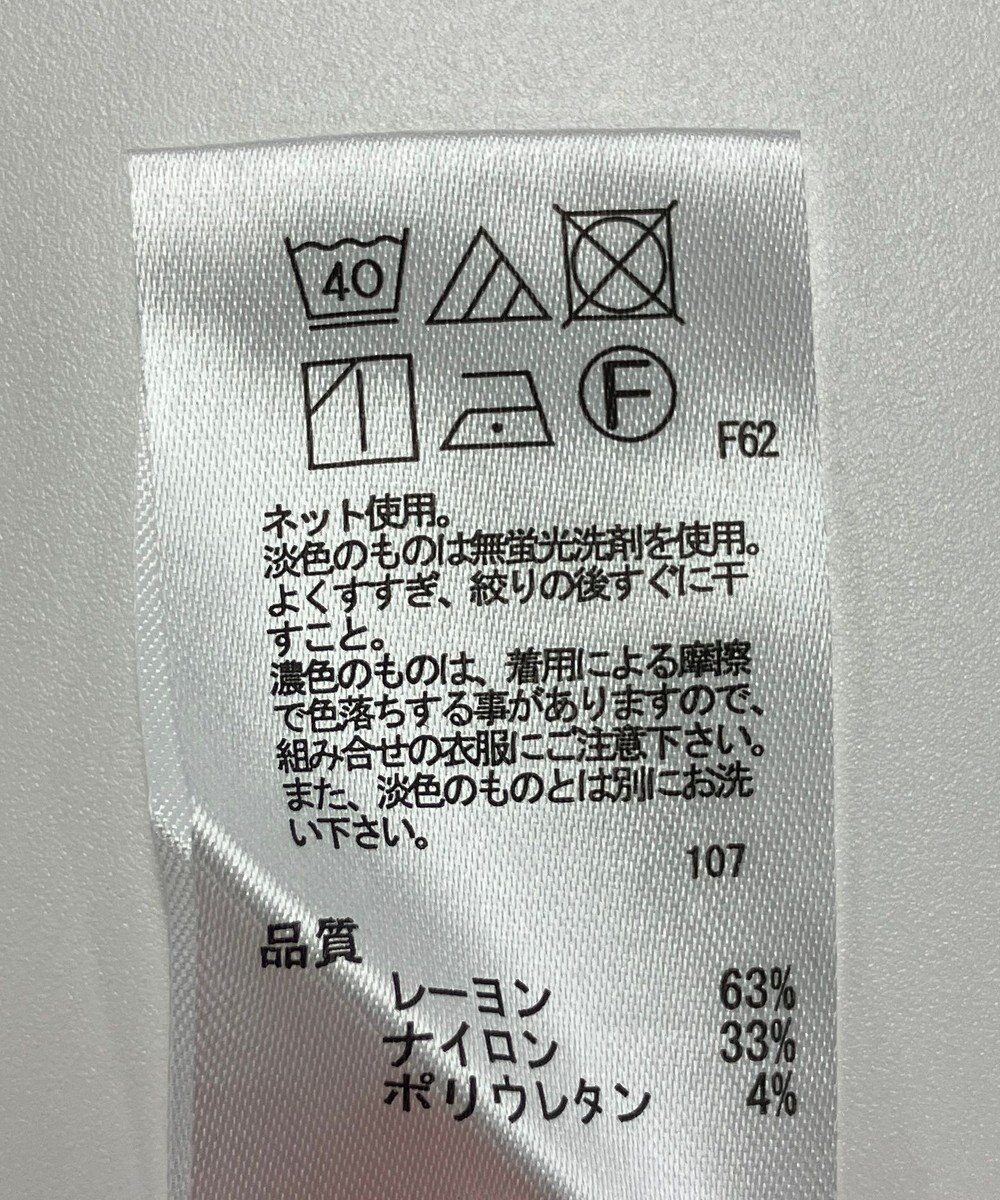 40
F
F62
ネット使用。
淡色のものは無蛍光洗剤を使用。
よくすすぎ、絞りの後すぐに干
すこと。
濃色のものは、着用による摩擦
で色落ちする事がありますので、
組み合せの衣服にご注意下さい。
また、淡色のものとは別にお洗
い下さい。
107
品質
レーヨン 63%
ナイロン 33%
ポリウレタン 4%